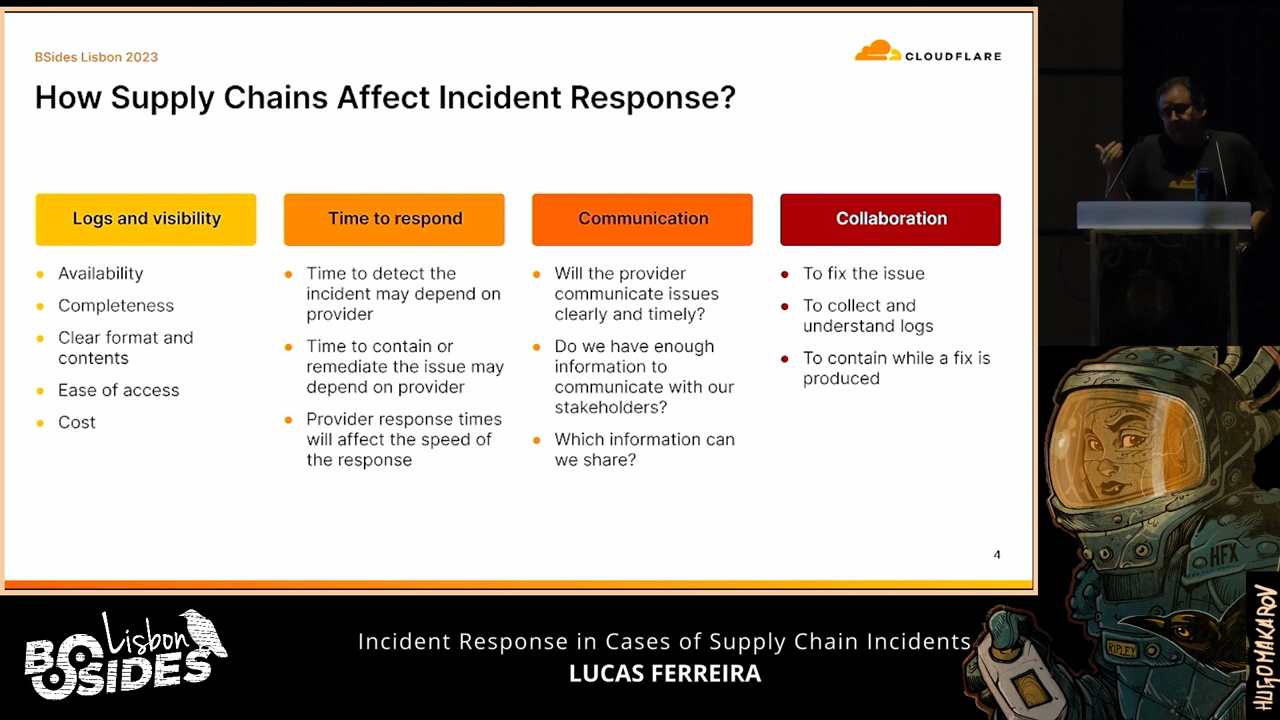 BSides Lisbon 2023
CLOUDFLARE
How Supply Chains Affect Incident Response?
Logs and visibility
Availability
Completeness
Clear format and
contents
Ease of access
Cost
Time to respond
Time to detect the
incident may depend on
provider
Time to contain or
remediate the issue may
depend on provider
Provider response times
will affect the speed of
the response
Communication
Will the provider
communicate issues
clearly and timely?
Do we have enough
information to
communicate with our
stakeholders?
Which information can
we share?
Collaboration
To fix the issue
To collect and
understand logs
To contain while a fix is
produced
4
Lisbon
BSIDES
Incident Response in Cases of Supply Chain Incidents
LUCAS FERREIRA
HFX
RIPLEY
HUGOMAKAROV